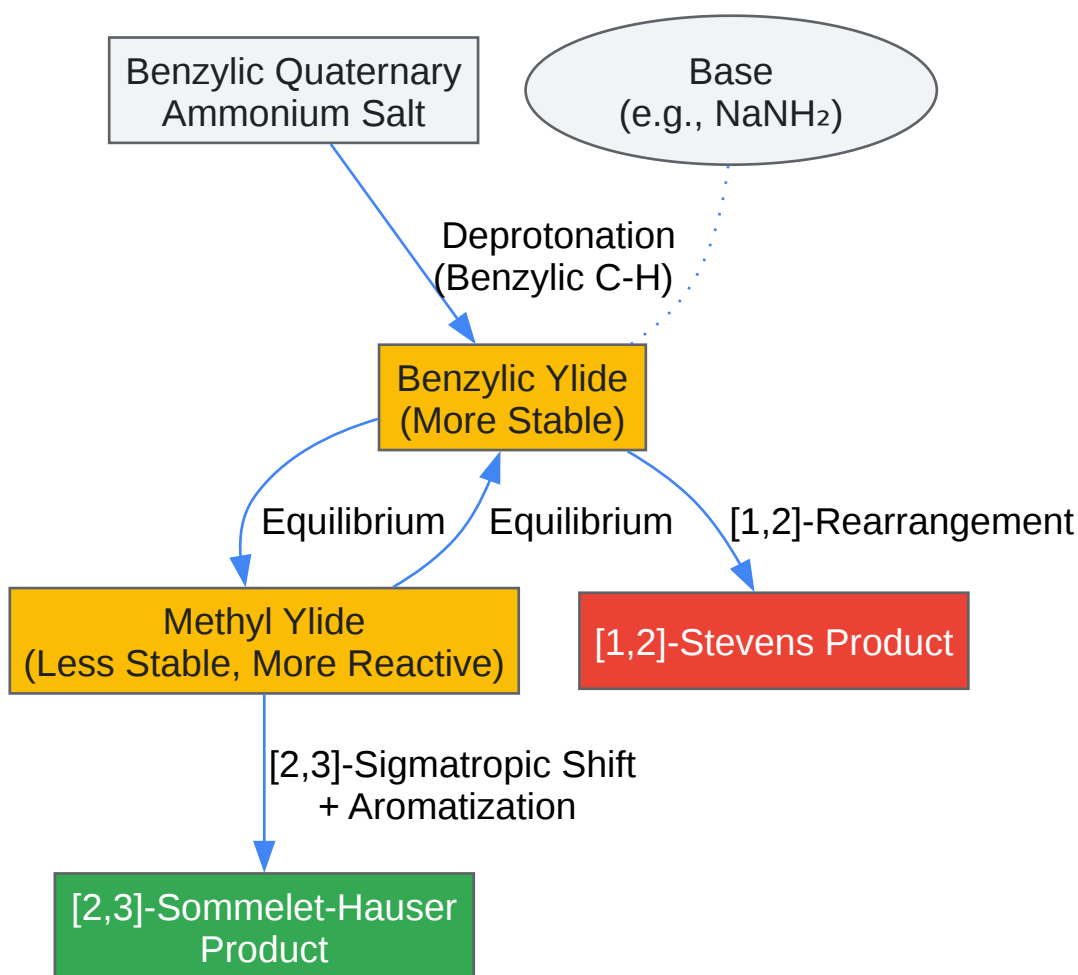 Benzylic Quaternary
Ammonium Salt
Base
(e.g., NaNH₂)
Deprotonation
(Benzylic C-H)
Benzylic Ylide
(More Stable)
Equilibrium
Equilibrium
[1,2]-Rearrangement
Methyl Ylide
(Less Stable, More Reactive)
[1,2]-Stevens Product
[2,3]-Sigmatropic Shift
+ Aromatization
[2,3]-Sommelet-Hauser
Product